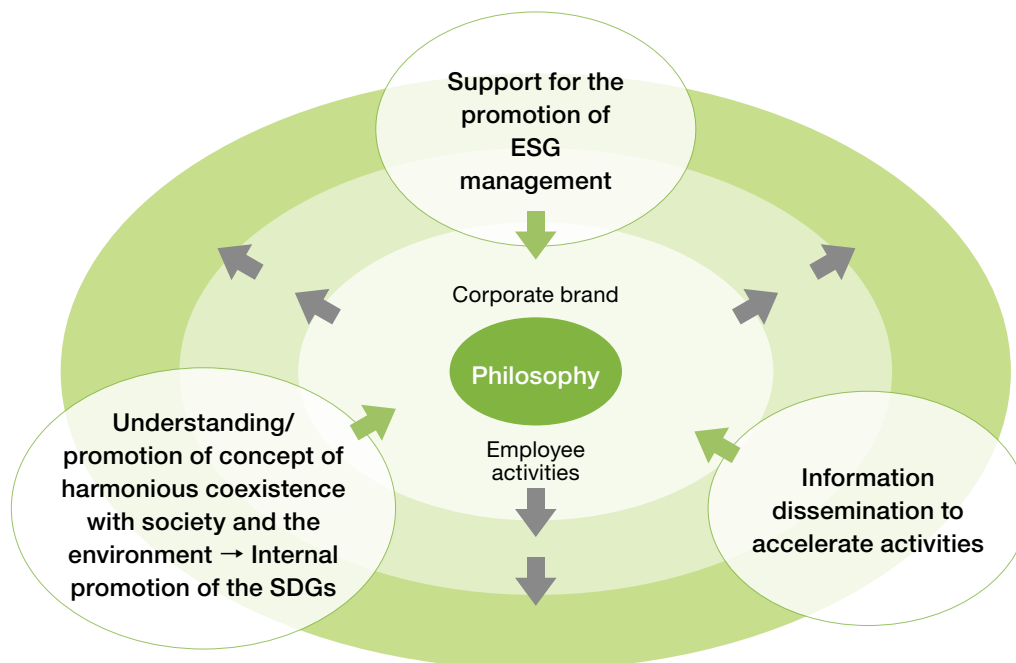 Support for the
promotion of
ESG
management
Corporate brand
Philosophy
Employee
activities
Understanding/
promotion of concept of
harmonious coexistence
with society and the
environment → Internal
promotion of the SDGs
Information
dissemination to
accelerate activities